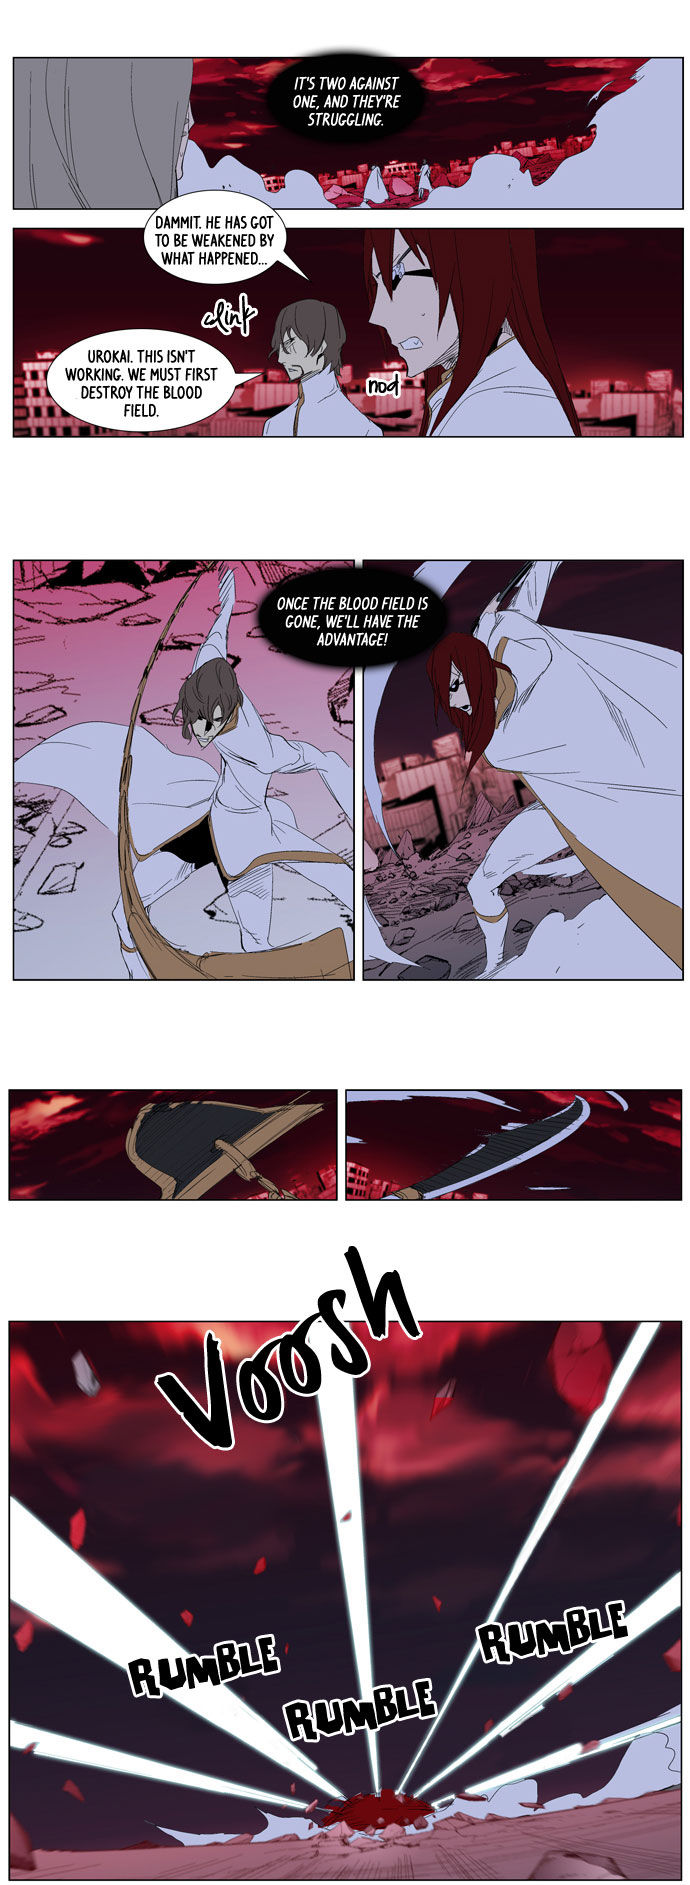 IT'S TWO AGAINST
ONE, AND THEY'RE
STRUGGLING.
DAMMIT. HE HAS GOT
TO BE WEAKENED BY
WHAT HAPPENED...
clink
UROKAI. THIS ISN'T
WORKING. WE MUST FIRST
DESTROY THE BLOOD
FIELD.
nod
ONCE THE BLOOD FIELD IS
GONE, WE'LL HAVE THE
ADVANTAGE!
Voosh
RUMBLE
RUMBLE
RUMBLE